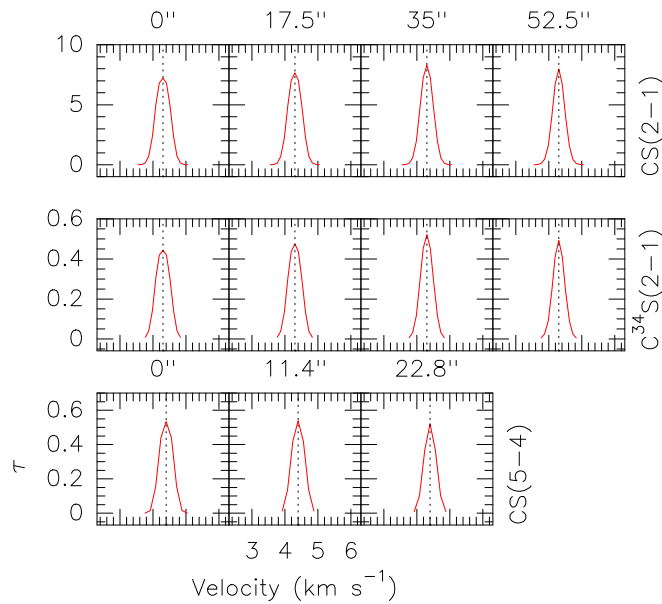 0" 17.5" 35" 52.5"
10
5
0
CS(2−1)
0.6
0.4
0.2
0
C³⁴S(2−1)
0" 11.4" 22.8"
0.6
0.4
0.2
0
τ
CS(5−4)
3 4 5 6
Velocity (km s⁻¹)